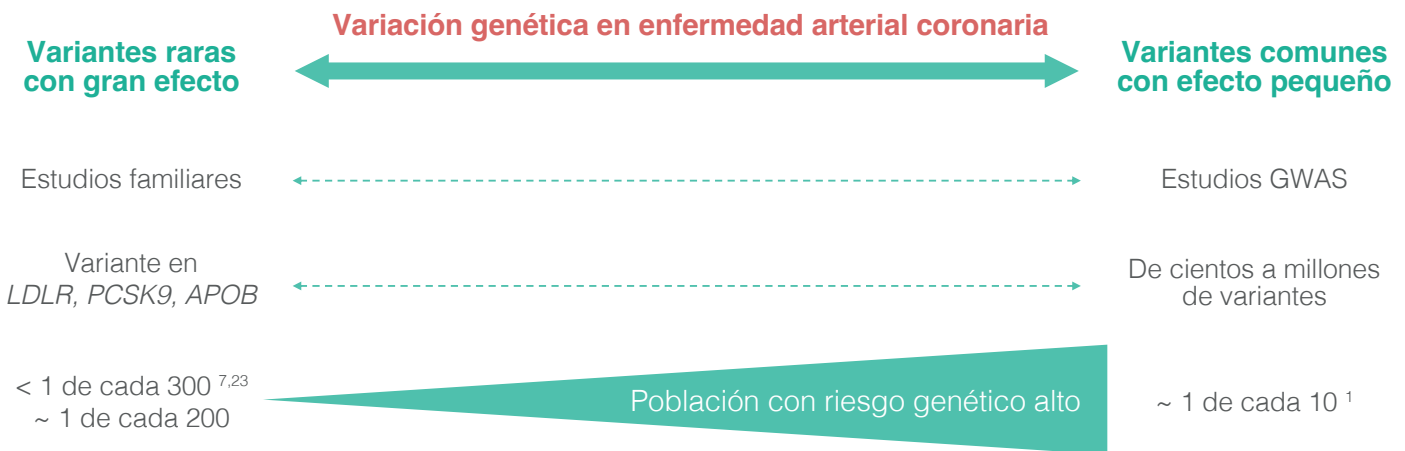 Variación genética en enfermedad arterial coronaria
Variantes raras
con gran efecto
Variantes comunes
con efecto pequeño
Estudios familiares
Estudios GWAS
Variante en
LDLR, PCSK9, APOB
De cientos a millones
de variantes
< 1 de cada 300 7,23
~ 1 de cada 200
Población con riesgo genético alto
~ 1 de cada 10 1